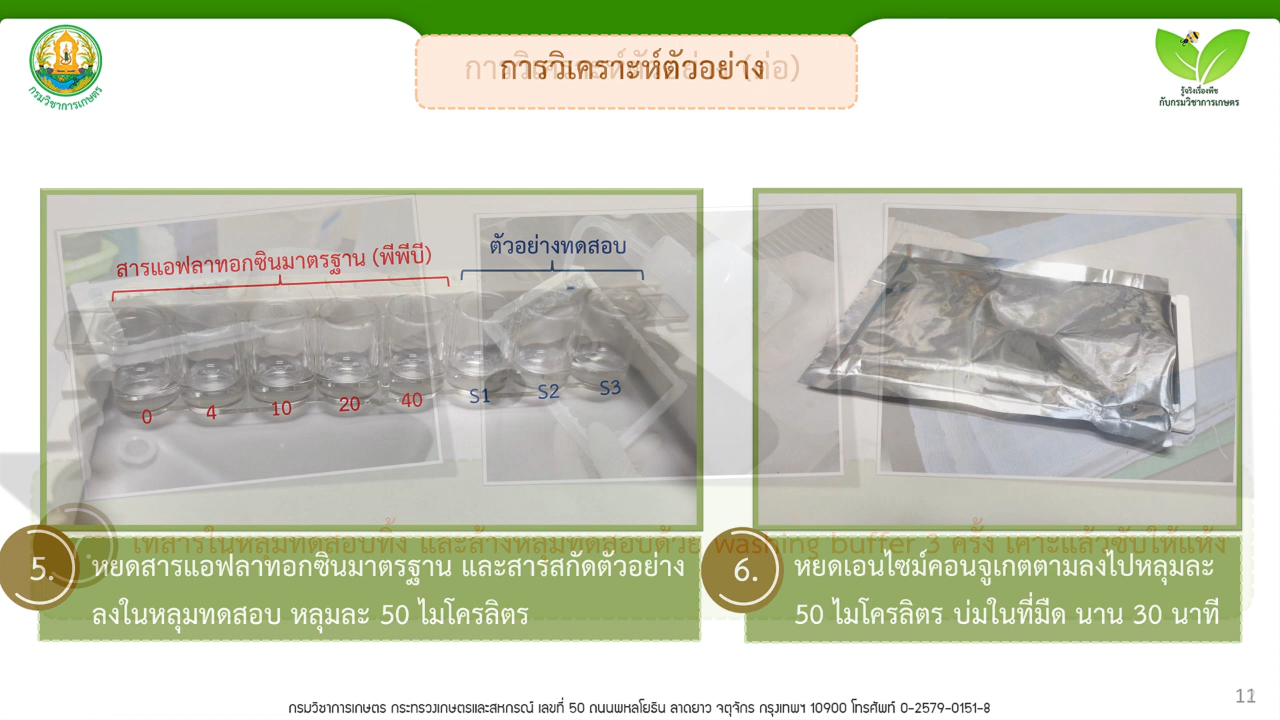 การวิเคราะห์ตัวอย่าง
กรมวิชาการเกษตร
รู้จริงเรื่องพืช
กับกรมวิชาการเกษตร
สารแอฟลาทอกซินมาตรฐาน (พีพีบี)
ตัวอย่างทดสอบ
0 4 10 20 40 S1 S2 S3
เทสารในหลุมทดสอบทิ้ง และล้างหลุมทดสอบด้วย washing buffer 3 ครั้ง เคาะแล้วซับให้แห้ง
5. หยดสารแอฟลาทอกซินมาตรฐาน และสารสกัดตัวอย่าง
ลงในหลุมทดสอบ หลุมละ 50 ไมโครลิตร
6. หยดเอนไซม์คอนจูเกตตามลงไปหลุมละ
50 ไมโครลิตร บ่มในที่มืด นาน 30 นาที
กรมวิชาการเกษตร กระทรวงเกษตรและสหกรณ์ เลขที่ 50 ถนนพหลโยธิน ลาดยาว จตุจักร กรุงเทพฯ 10900 โทรศัพท์ 0-2579-0151-8
11